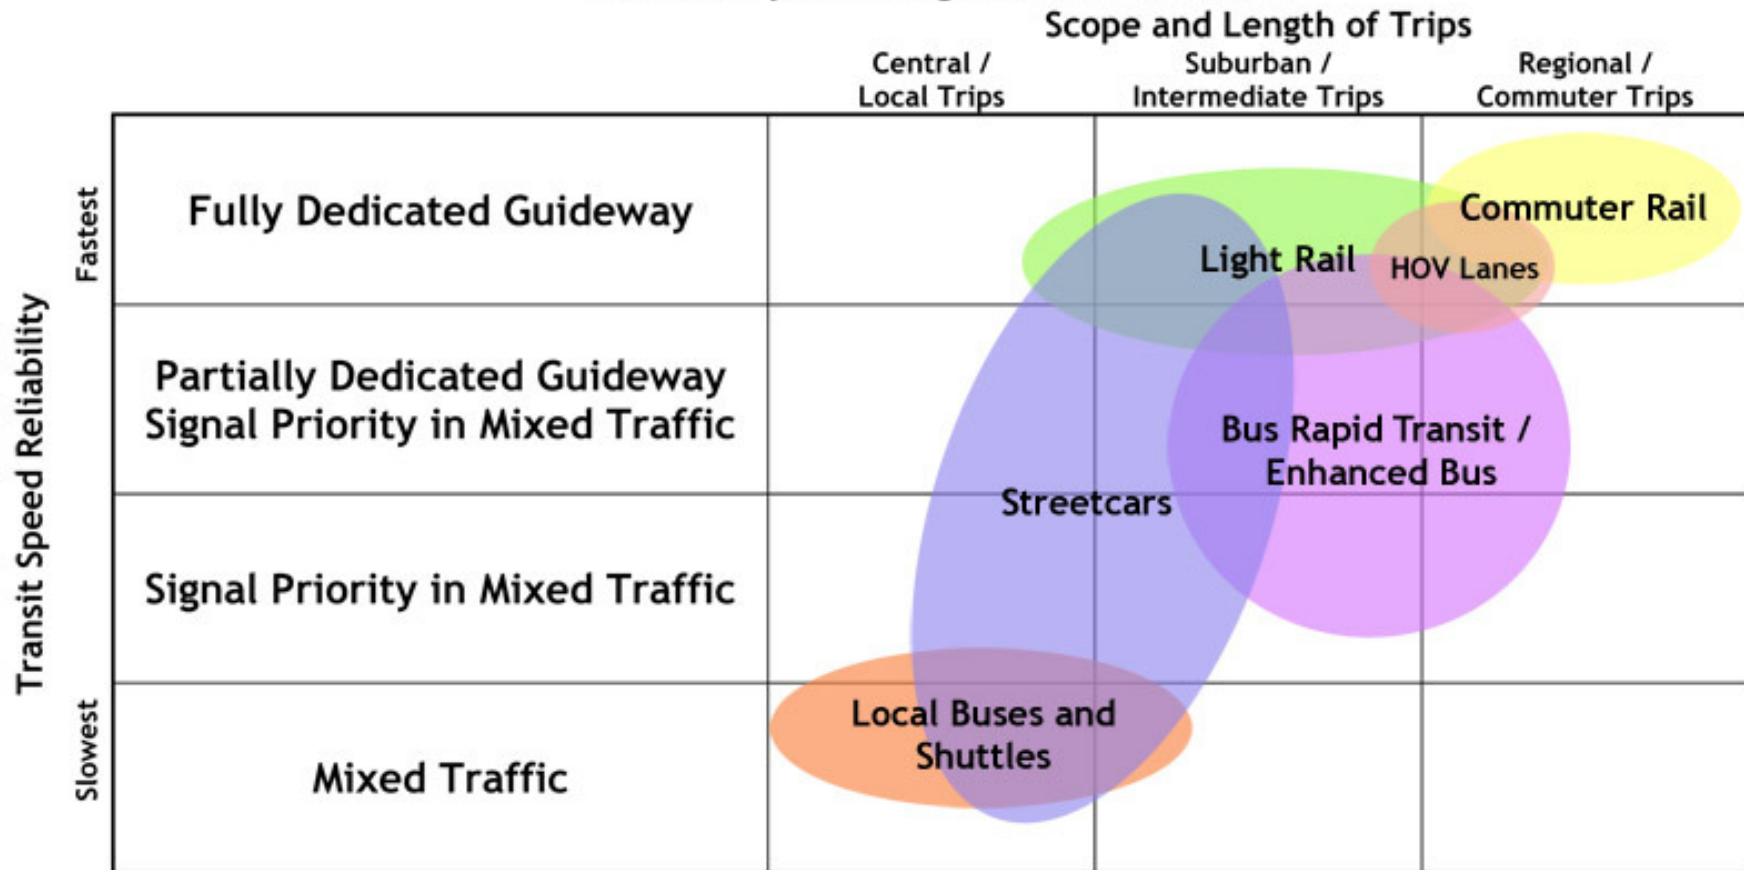 Scope and Length of Trips
Central /
Local Trips
Suburban /
Intermediate Trips
Regional /
Commuter Trips
Transit Speed Reliability
Fastest
Slowest
Fully Dedicated Guideway
Partially Dedicated Guideway
Signal Priority in Mixed Traffic
Signal Priority in Mixed Traffic
Mixed Traffic
Commuter Rail
Light Rail
HOV Lanes
Bus Rapid Transit /
Enhanced Bus
Streetcars
Local Buses and
Shuttles